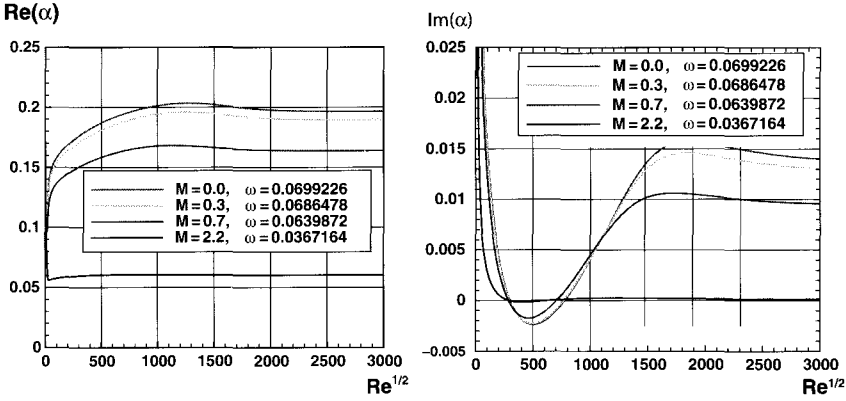 Re(α)
0.25
0.2
0.15
0.1
0.05
0
M = 0.0, ω = 0.0699226
M = 0.3, ω = 0.0686478
M = 0.7, ω = 0.0639872
M = 2.2, ω = 0.0367164
0 500 1000 1500 2000 2500 3000
Re^1/2
Im(α)
0.025
0.02
0.015
0.01
0.005
0
−0.005
M = 0.0, ω = 0.0699226
M = 0.3, ω = 0.0686478
M = 0.7, ω = 0.0639872
M = 2.2, ω = 0.0367164
0 500 1000 1500 2000 2500 3000
Re^1/2